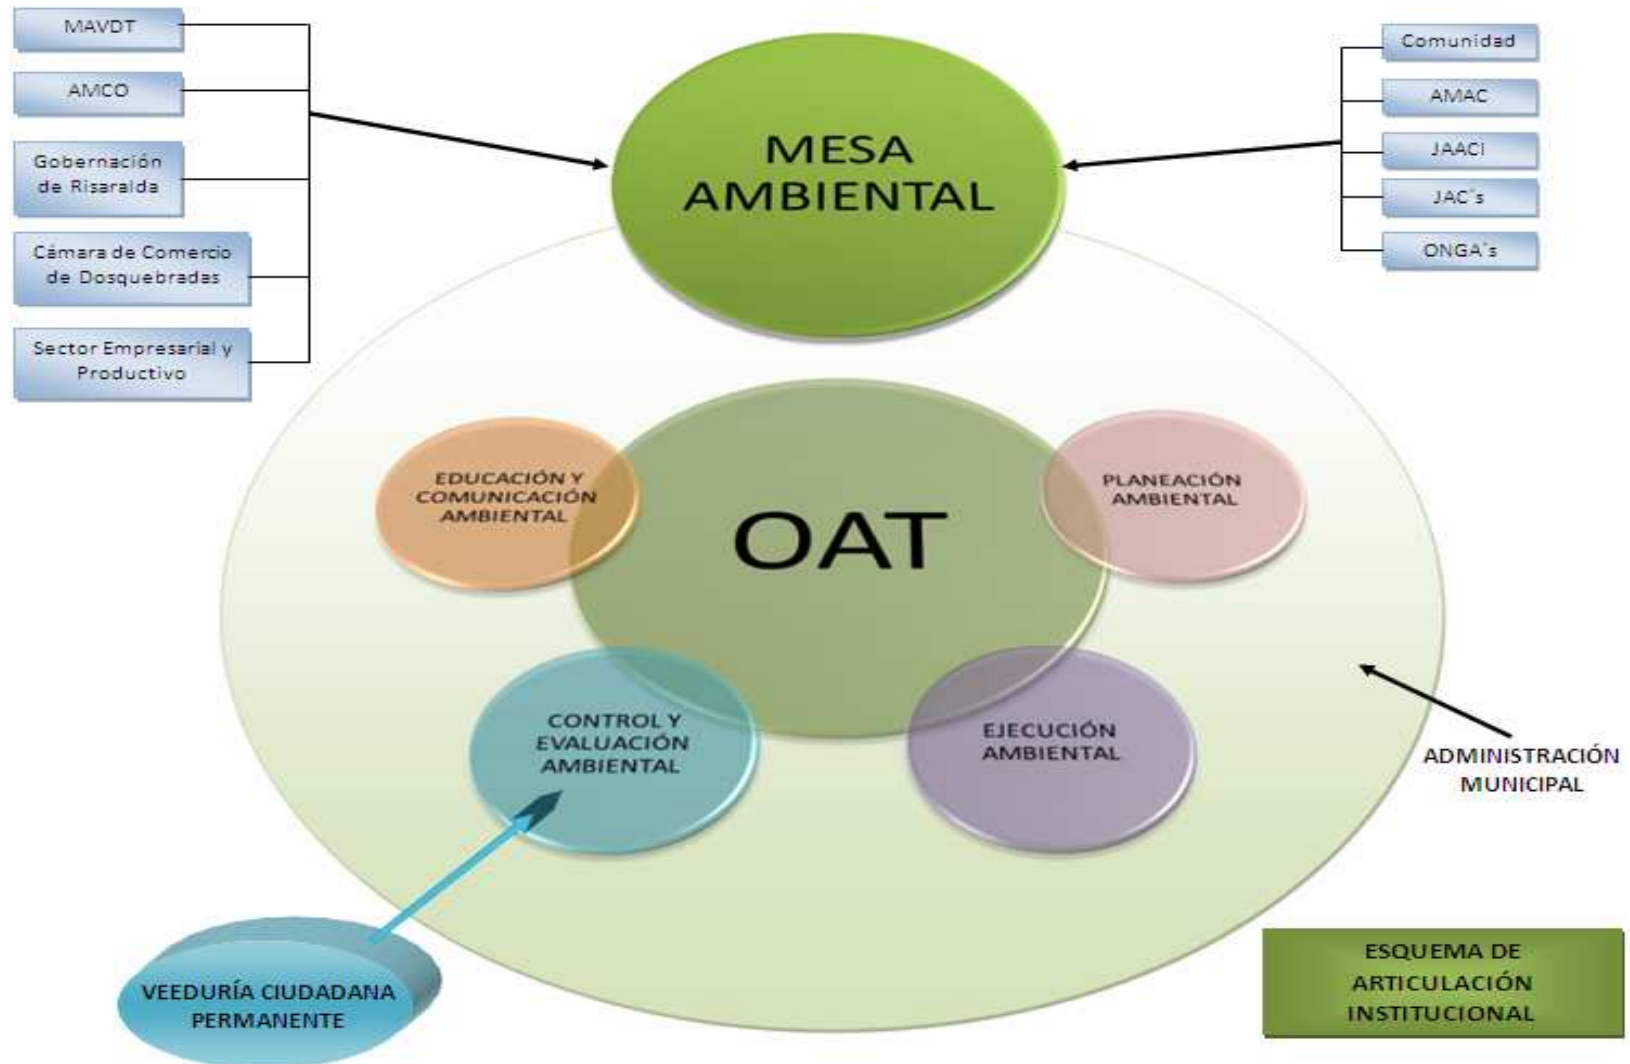 MAVDT
AMCO
Gobernación
de Risaralda
Cámara de Comercio
de Dosquebradas
Sector Empresarial y
Productivo
MESA
AMBIENTAL
Comunidad
AMAC
JAACI
JAC´s
ONGA´s
EDUCACIÓN Y
COMUNICACIÓN
AMBIENTAL
OAT
PLANEACIÓN
AMBIENTAL
CONTROL Y
EVALUACIÓN
AMBIENTAL
EJECUCIÓN
AMBIENTAL
ADMINISTRACIÓN
MUNICIPAL
VEEDURÍA CIUDADANA
PERMANENTE
ESQUEMA DE
ARTICULACIÓN
INSTITUCIONAL